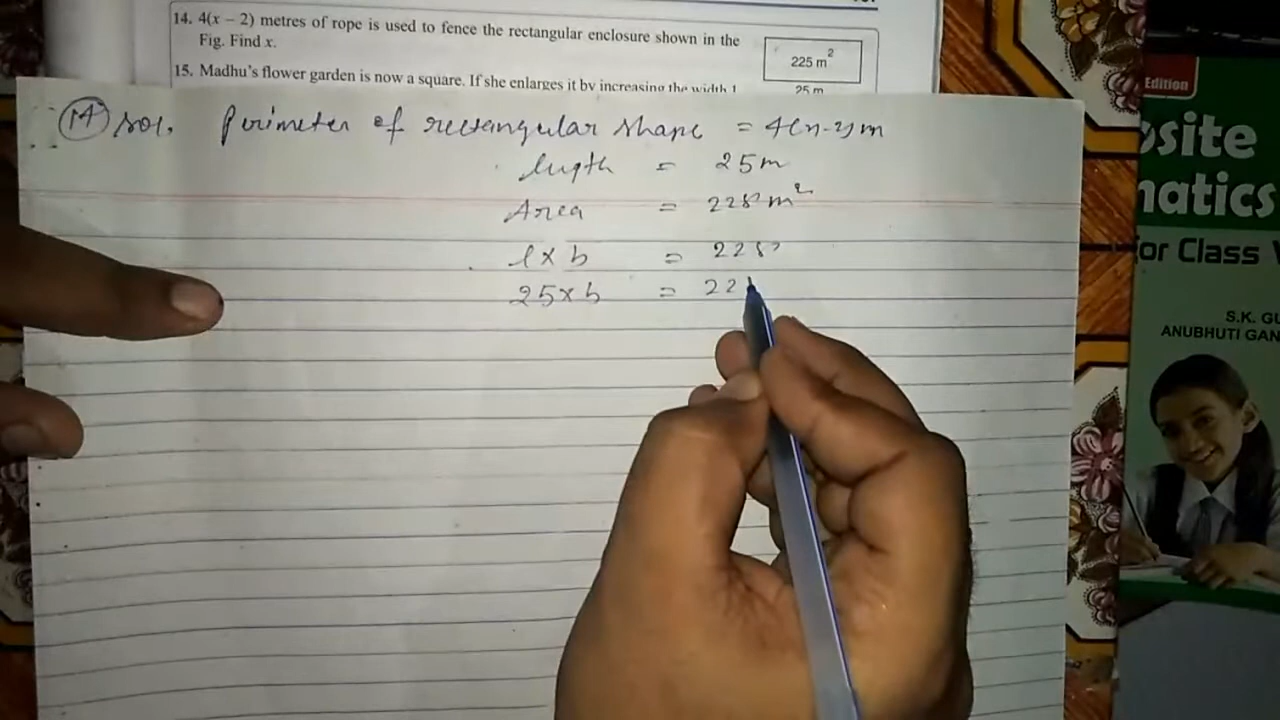 14. 4(x – 2) metres of rope is used to fence the rectangular enclosure shown in the
Fig. Find x.
225 m²
15. Madhu's flower garden is now a square. If she enlarges it by increasing the width 1
25 m
14 Sol. Perimeter of rectangular shape = 4(x-2)m
length = 25m
Area = 225 m²
l × b = 225
25 × b = 22
Edition
osite
natics
or Class
S.K. GU
ANUBHUTI GAN